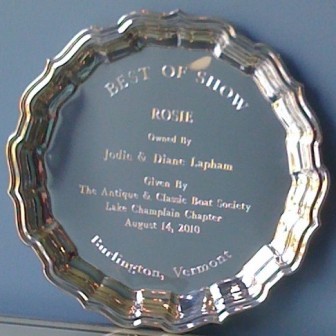 BEST OF SHOW
ROSIE
Owned By
Jodie & Diane Lapham
Given By
The Antique & Classic Boat Society
Lake Champlain Chapter
August 14, 2010
Burlington, Vermont